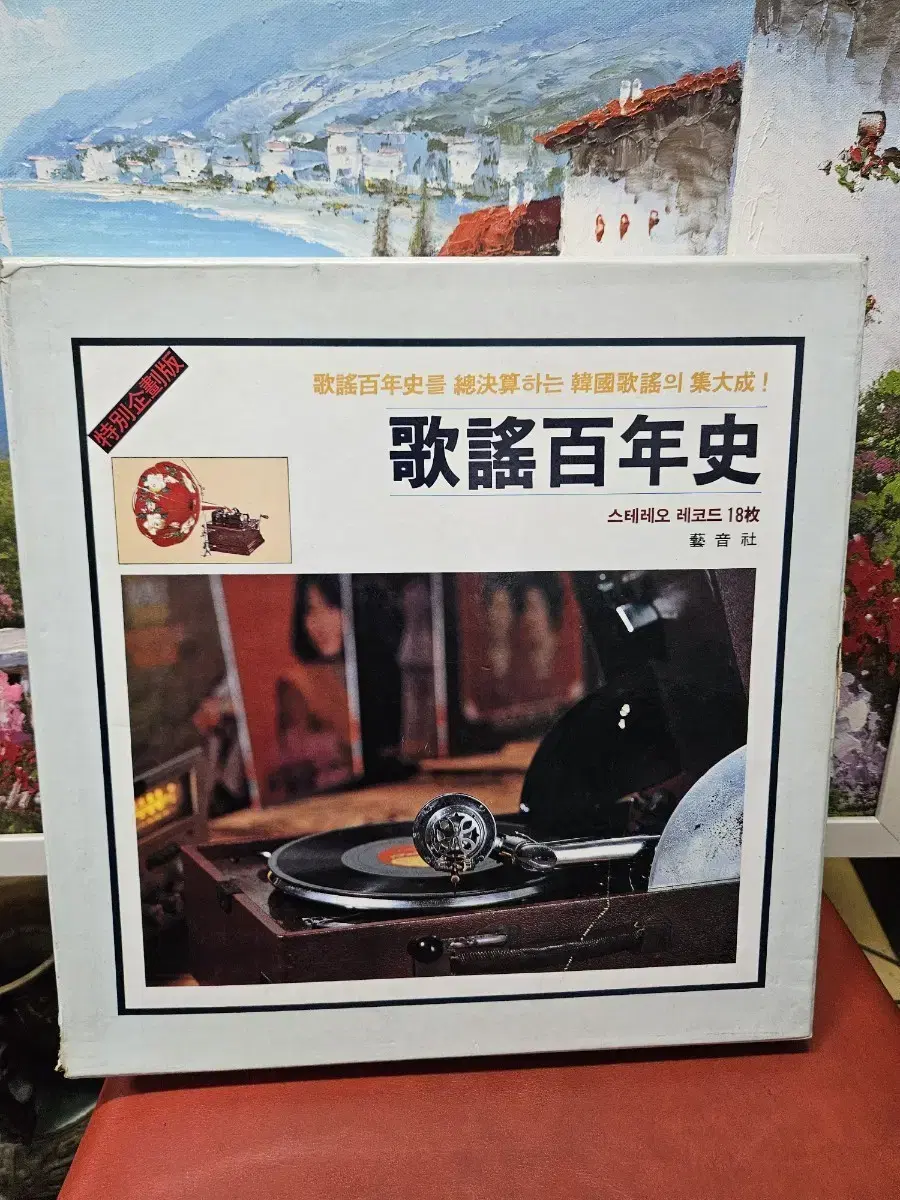 特別企劃版
歌謠百年史를 總決算하는 韓國歌謠의 集大成!
歌謠百年史
스테레오 레코드 18枚
藝音社